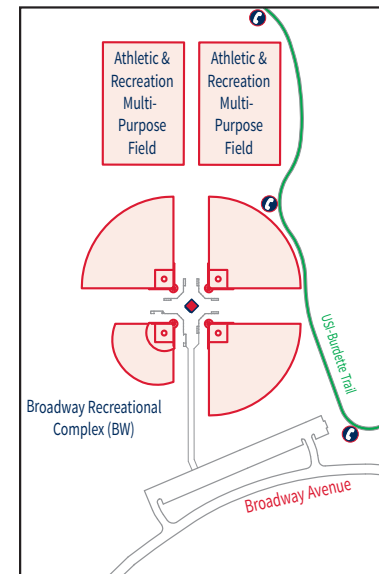 Athletic &
Recreation
Multi-
Purpose
Field
Athletic &
Recreation
Multi-
Purpose
Field
USI-Burdette Trail
Broadway Recreational
Complex (BW)
Broadway Avenue